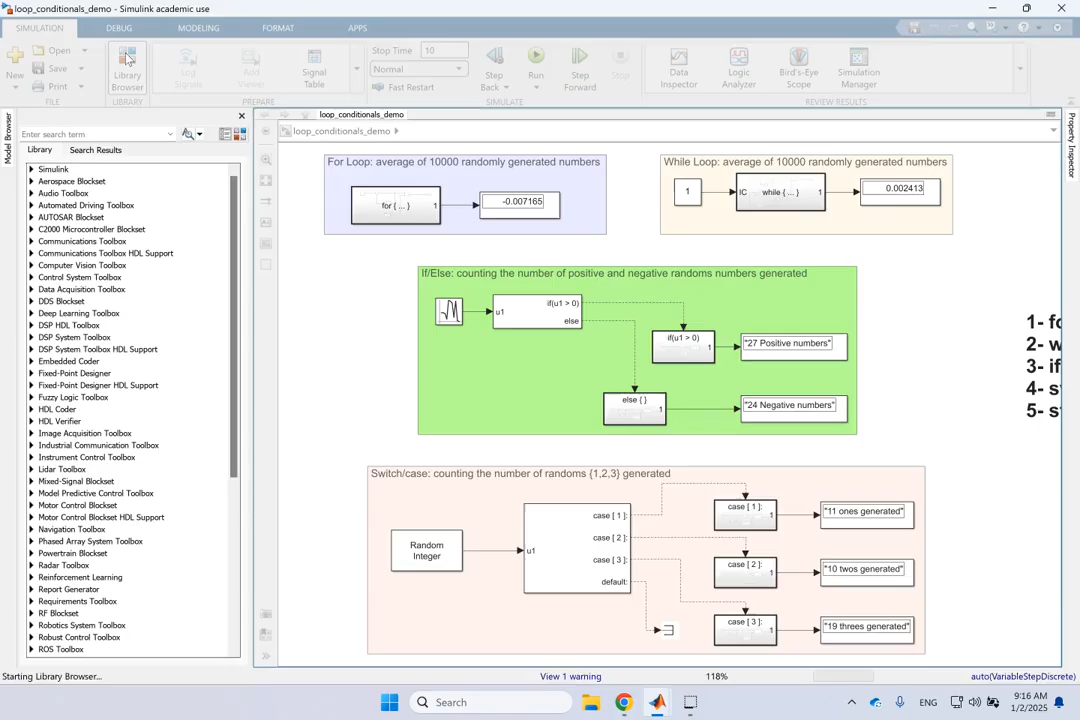 loop_conditionals_demo - Simulink academic use
SIMULATION DEBUG MODELING FORMAT APPS
New
Open
Save
Print
FILE
Library
Browser
LIBRARY
Log
Signals
Add
Viewer
Signal
Table
PREPARE
Stop Time 10
Normal
Fast Restart
Step
Back
Run
Step
Forward
Stop
SIMULATE
Data
Inspector
Logic
Analyzer
Bird's-Eye
Scope
Simulation
Manager
REVIEW RESULTS
Model Browser
Property Inspector
Enter search term
Library Search Results
Simulink
Aerospace Blockset
Audio Toolbox
Automated Driving Toolbox
AUTOSAR Blockset
C2000 Microcontroller Blockset
Communications Toolbox
Communications Toolbox HDL Support
Computer Vision Toolbox
Control System Toolbox
Data Acquisition Toolbox
DDS Blockset
Deep Learning Toolbox
DSP HDL Toolbox
DSP System Toolbox
DSP System Toolbox HDL Support
Embedded Coder
Fixed-Point Designer
Fixed-Point Designer HDL Support
Fuzzy Logic Toolbox
HDL Coder
HDL Verifier
Image Acquisition Toolbox
Industrial Communication Toolbox
Instrument Control Toolbox
Lidar Toolbox
Mixed-Signal Blockset
Model Predictive Control Toolbox
Motor Control Blockset
Motor Control Blockset HDL Support
Navigation Toolbox
Phased Array System Toolbox
Powertrain Blockset
Radar Toolbox
Reinforcement Learning
Report Generator
Requirements Toolbox
RF Blockset
Robotics System Toolbox
Robust Control Toolbox
ROS Toolbox
loop_conditionals_demo
loop_conditionals_demo
For Loop: average of 10000 randomly generated numbers
for { ... } 1
-0.007165
While Loop: average of 10000 randomly generated numbers
1
IC while { ... } 1
0.002413
If/Else: counting the number of positive and negative randoms numbers generated
u1
if(u1 > 0)
else
if(u1 > 0)
1
"27 Positive numbers"
else { }
1
"24 Negative numbers"
1- fo
2- w
3- if
4- s
5- s
Switch/case: counting the number of randoms {1,2,3} generated
Random
Integer
u1
case [ 1 ]:
case [ 2 ]:
case [ 3 ]:
default:
case [ 1 ]:
1
"11 ones generated"
case [ 2 ]:
1
"10 twos generated"
case [ 3 ]:
1
"19 threes generated"
Starting Library Browser...
View 1 warning
118%
auto(VariableStepDiscrete)
Search
ENG
9:16 AM
1/2/2025